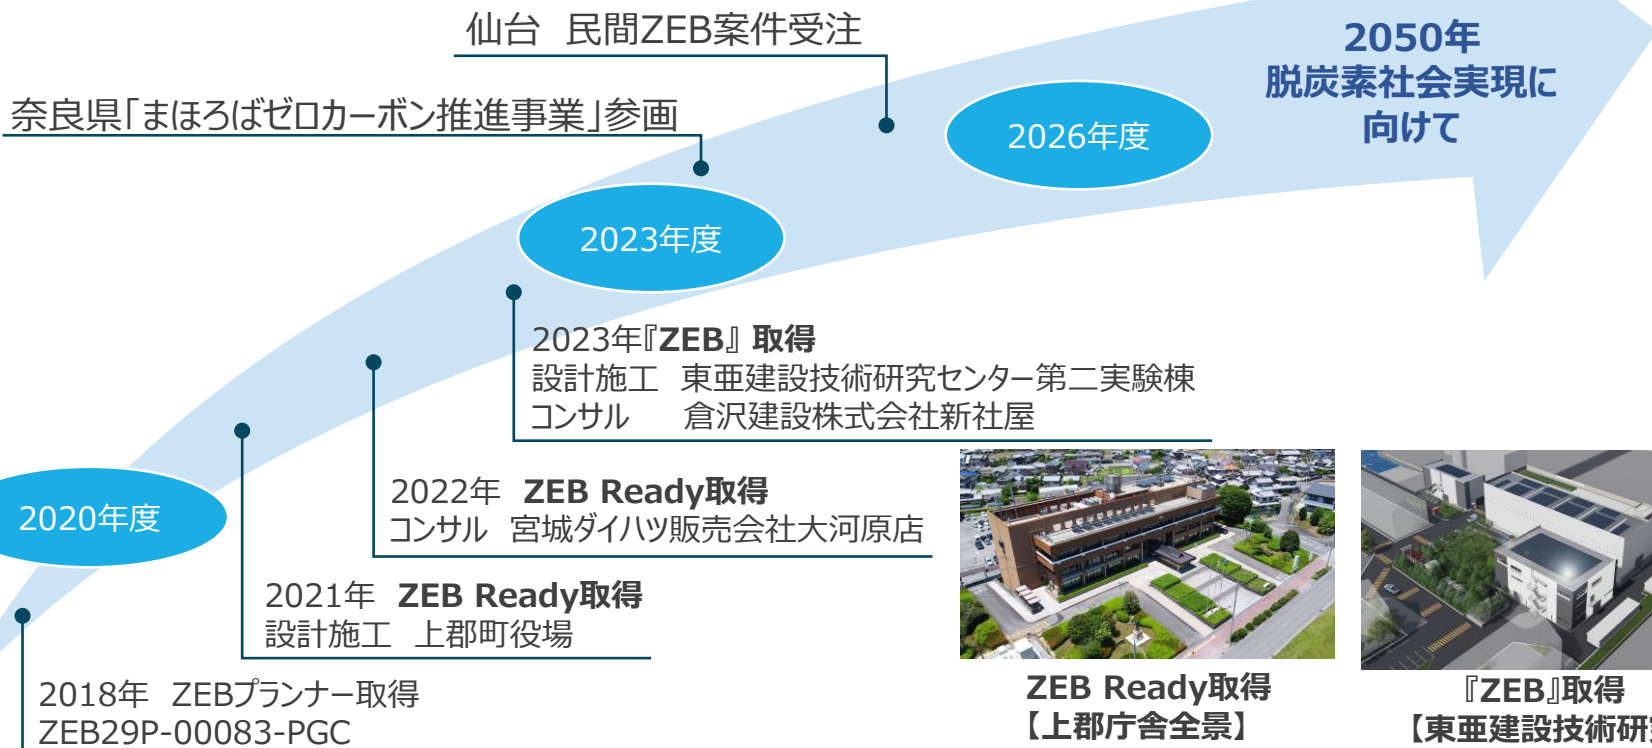 仙台　民間ZEB案件受注
奈良県「まほろばゼロカーボン推進事業」参画
2050年
脱炭素社会実現に
向けて
2026年度
2023年度
2023年『ZEB』取得
設計施工　東亜建設技術研究センター第二実験棟
コンサル　　倉沢建設株式会社新社屋
2020年度
2022年　ZEB Ready取得
コンサル　宮城ダイハツ販売会社大河原店
2021年　ZEB Ready取得
設計施工　上郡町役場
2018年　ZEBプランナー取得
ZEB29P-00083-PGC
ZEB Ready取得
【上郡庁舎全景】
『ZEB』取得
【東亜建設技術研